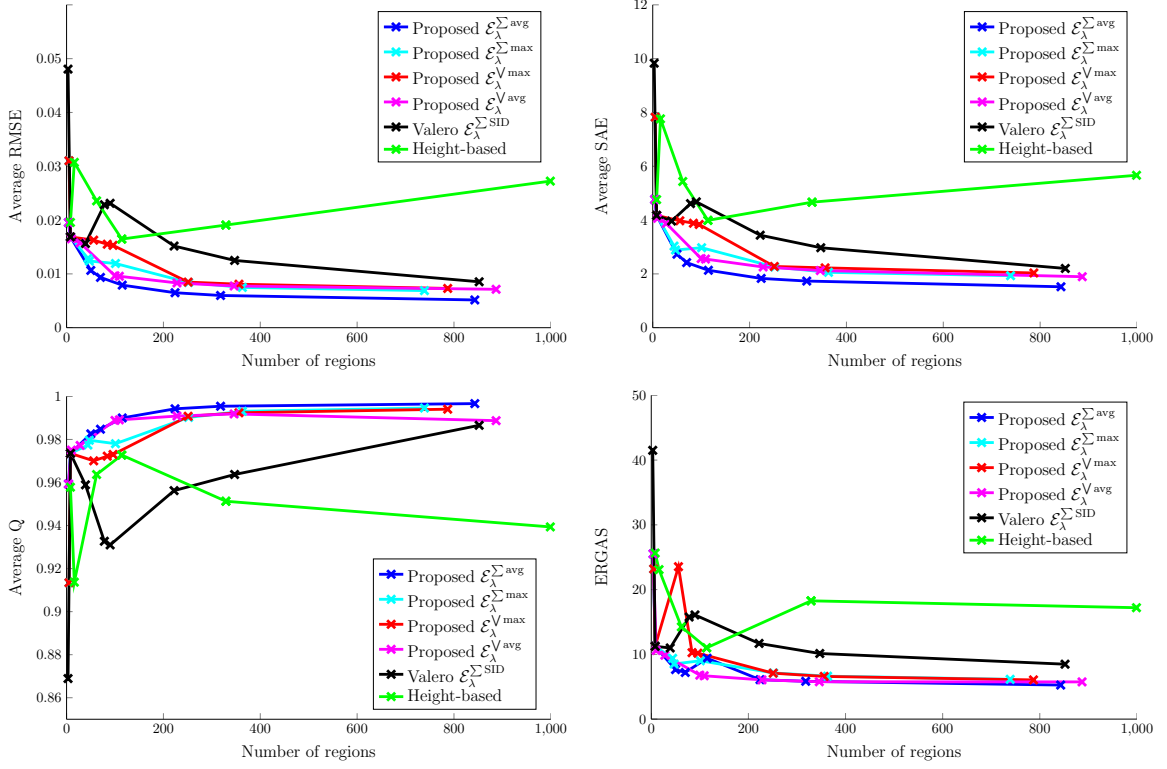 Average RMSE
0.05
0.04
0.03
0.02
0.01
0
200
400
600
800
1,000
Number of regions
Proposed ℰ_λ^{∑avg}
Proposed ℰ_λ^{∑max}
Proposed ℰ_λ^{⋁max}
Proposed ℰ_λ^{⋁avg}
Valero ℰ_λ^{∑SID}
Height-based
Average SAE
12
10
8
6
4
2
0
0
200
400
600
800
1,000
Number of regions
Proposed ℰ_λ^{∑avg}
Proposed ℰ_λ^{∑max}
Proposed ℰ_λ^{⋁max}
Proposed ℰ_λ^{⋁avg}
Valero ℰ_λ^{∑SID}
Height-based
Average Q
1
0.98
0.96
0.94
0.92
0.9
0.88
0.86
0
200
400
600
800
1,000
Number of regions
Proposed ℰ_λ^{∑avg}
Proposed ℰ_λ^{∑max}
Proposed ℰ_λ^{⋁max}
Proposed ℰ_λ^{⋁avg}
Valero ℰ_λ^{∑SID}
Height-based
ERGAS
50
40
30
20
10
0
0
200
400
600
800
1,000
Number of regions
Proposed ℰ_λ^{∑avg}
Proposed ℰ_λ^{∑max}
Proposed ℰ_λ^{⋁max}
Proposed ℰ_λ^{⋁avg}
Valero ℰ_λ^{∑SID}
Height-based